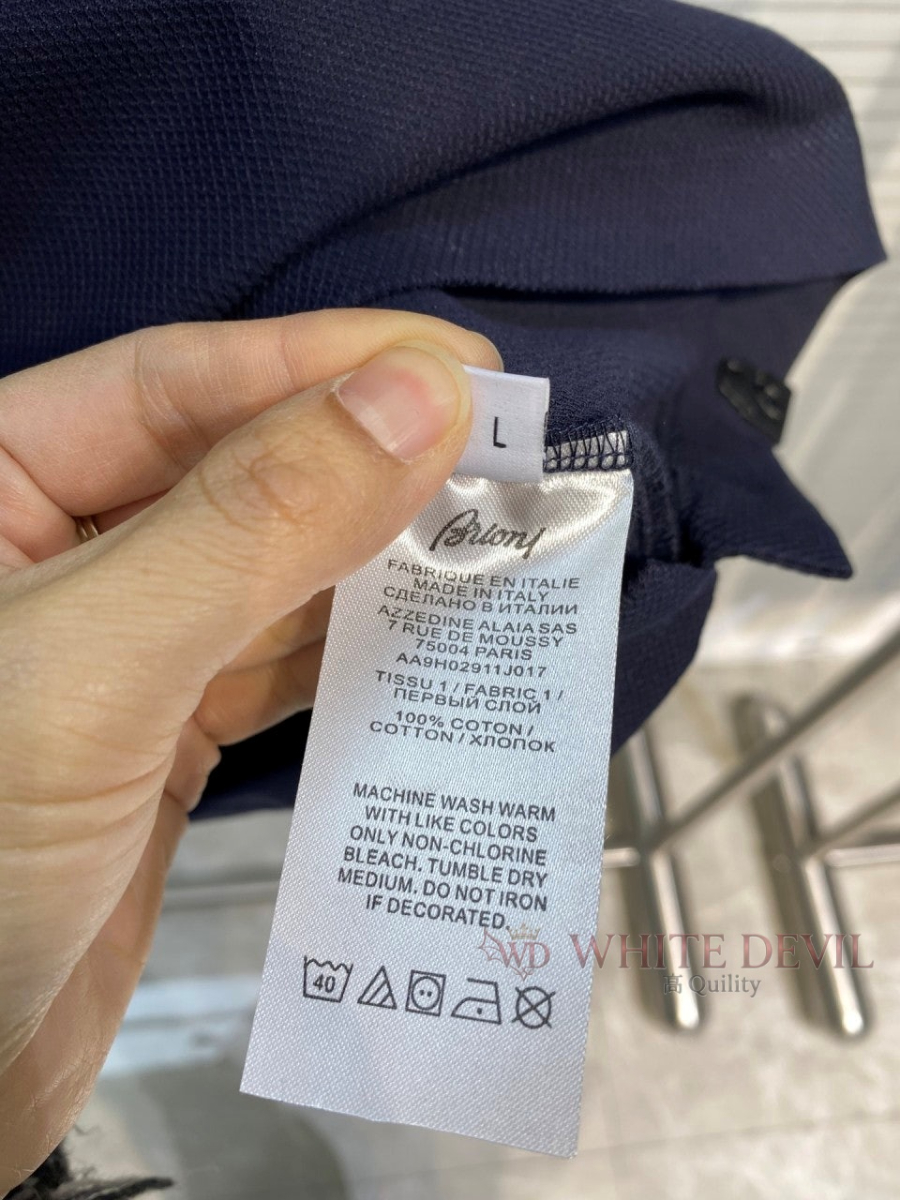 L
Brioni
FABRIQUE EN ITALIE
MADE IN ITALY
СДЕЛАНО В ИТАЛИИ
AZZEDINE ALAIA SAS
7 RUE DE MOUSSY
75004 PARIS
AA9H02911J017
TISSU 1 / FABRIC 1 /
ПЕРВЫЙ СЛОЙ
100% COTON /
COTTON / ХЛОПОК
MACHINE WASH WARM
WITH LIKE COLORS
ONLY NON-CHLORINE
BLEACH. TUMBLE DRY
MEDIUM. DO NOT IRON
IF DECORATED.
40
WD WHITE DEVIL
高 Quility